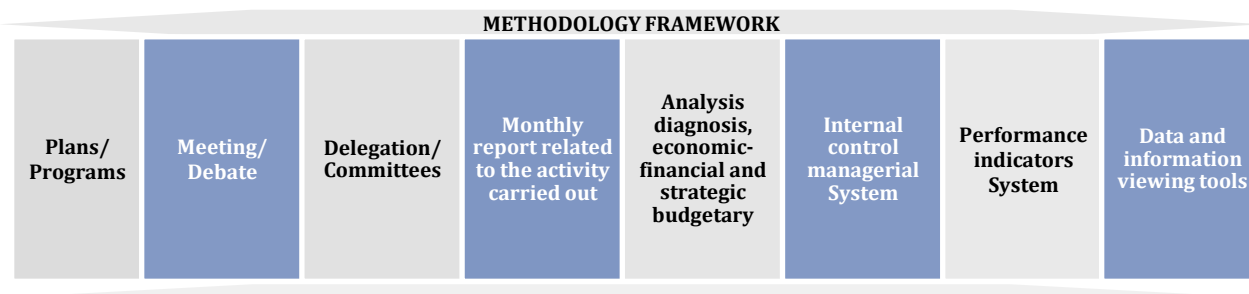 METHODOLOGY FRAMEWORK
Plans/
Programs
Meeting/
Debate
Delegation/
Committees
Monthly
report related
to the activity
carried out
Analysis
diagnosis,
economic-
financial and
strategic
budgetary
Internal
control
managerial
System
Performance
indicators
System
Data and
information
viewing tools